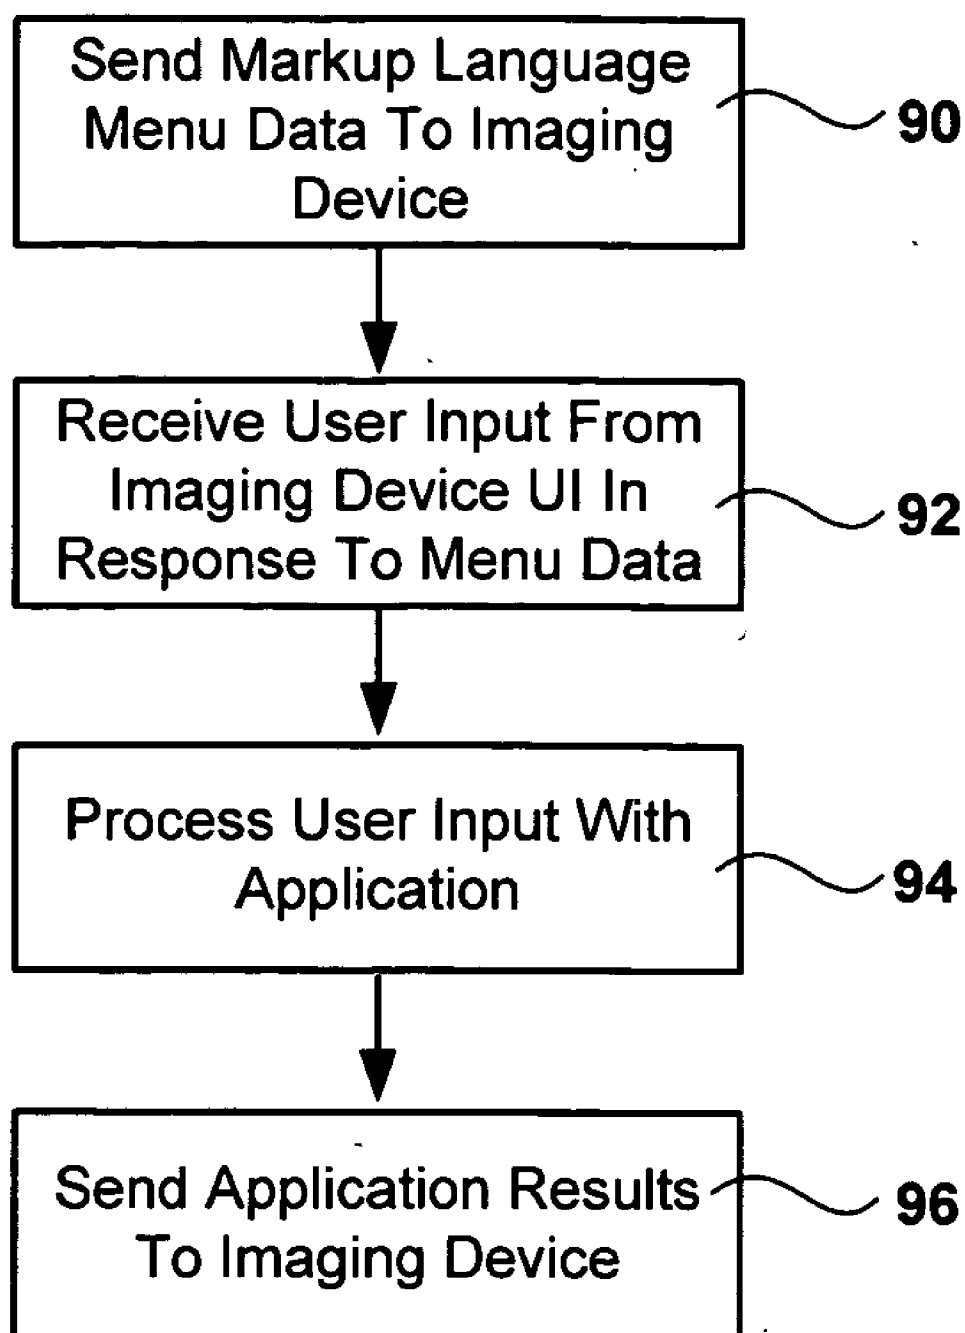 Send Markup Language
Menu Data To Imaging
Device
90
Receive User Input From
Imaging Device UI In
Response To Menu Data
92
Process User Input With
Application
94
Send Application Results
To Imaging Device
96